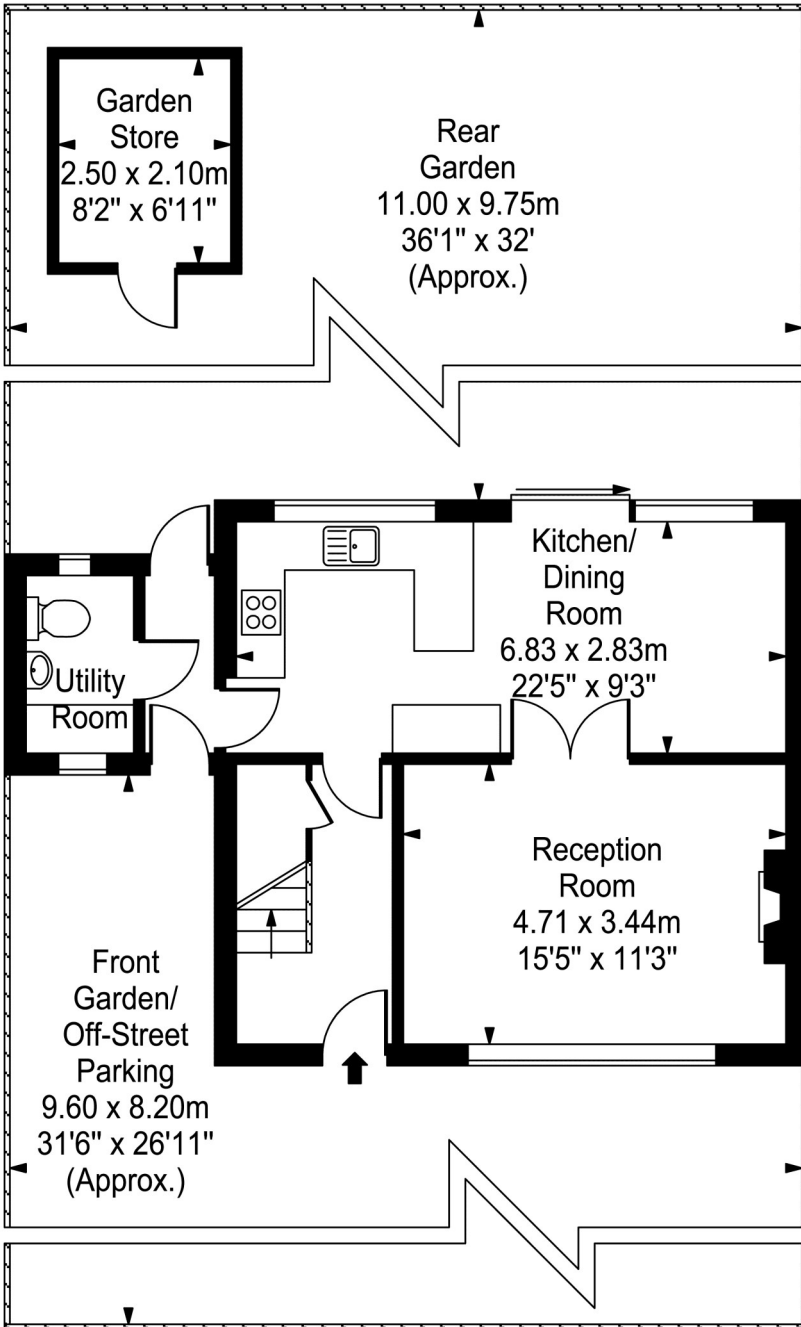 Garden
Store
2.50 x 2.10m
8'2" x 6'11"
Rear
Garden
11.00 x 9.75m
36'1" x 32'
(Approx.)
Kitchen/
Dining
Room
6.83 x 2.83m
22'5" x 9'3"
Utility
Room
Reception
Room
4.71 x 3.44m
15'5" x 11'3"
Front
Garden/
Off-Street
Parking
9.60 x 8.20m
31'6" x 26'11"
(Approx.)